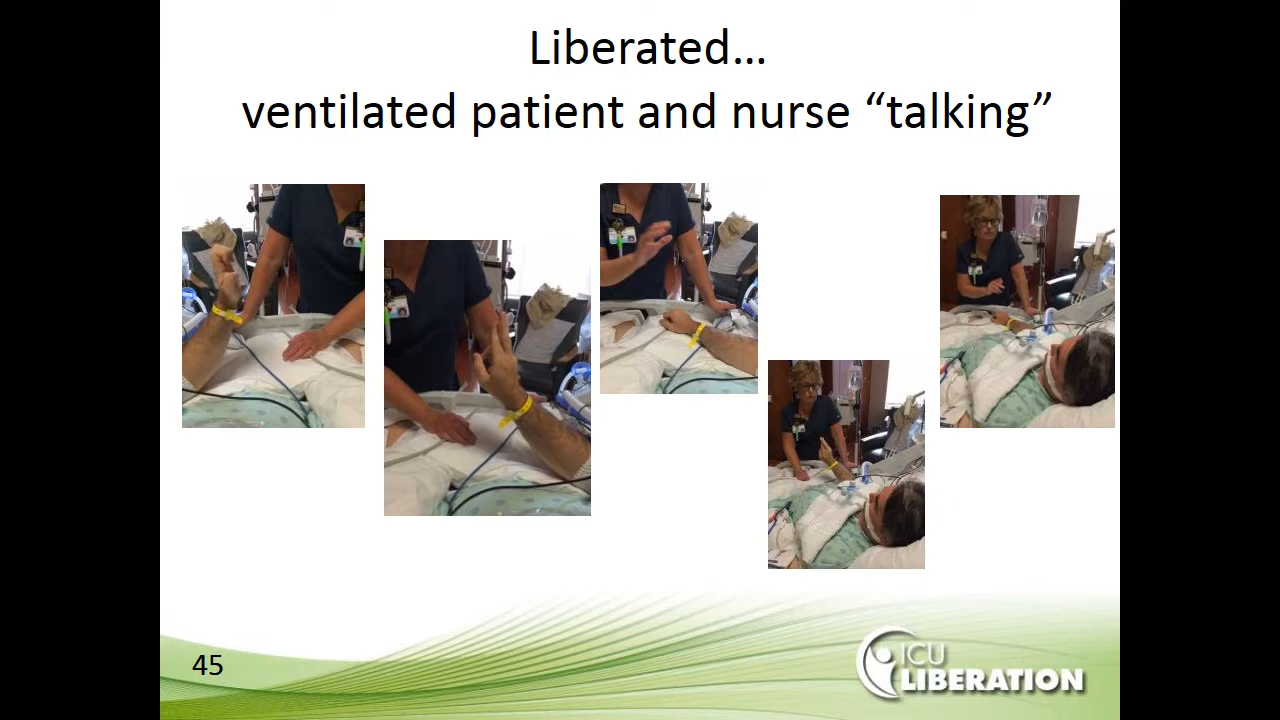 Liberated…
ventilated patient and nurse “talking”
45
ICU
LIBERATION